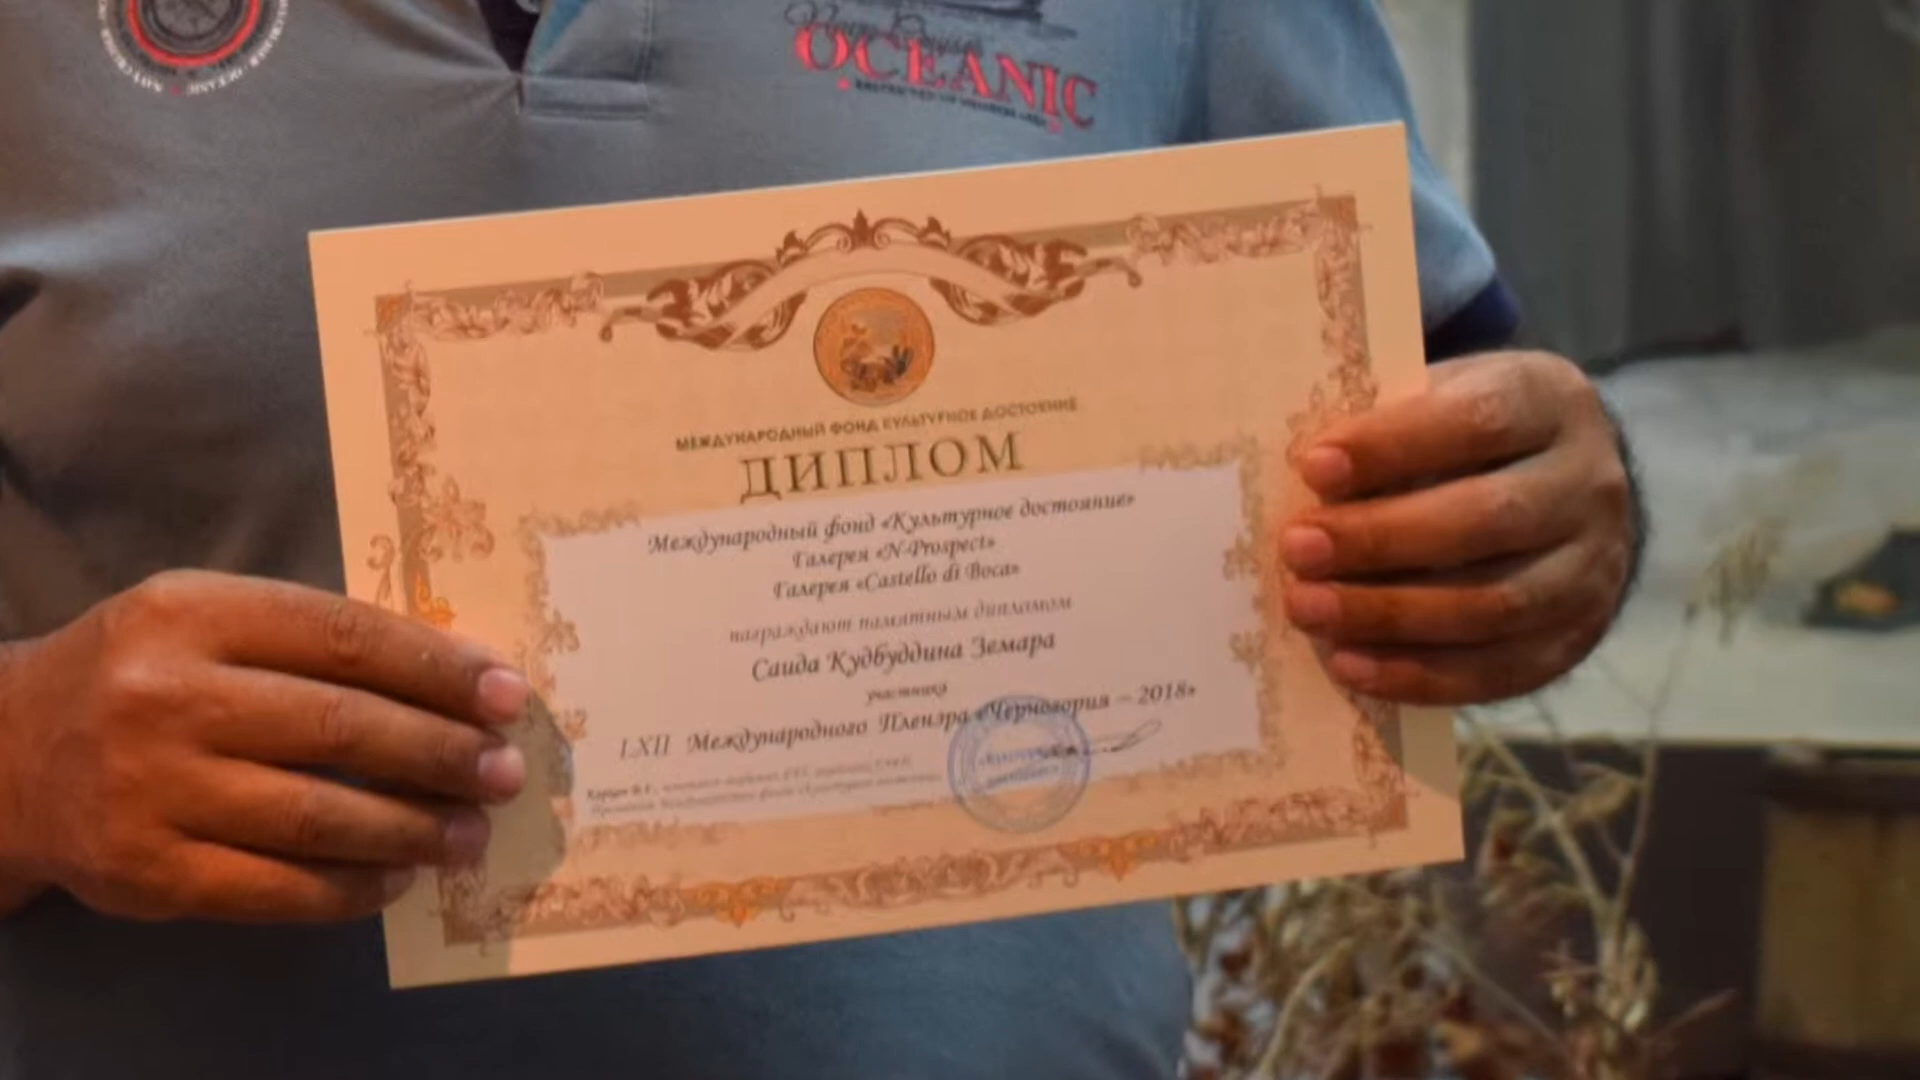 OCEANIC
МЕЖДУНАРОДНЫЙ ФОНД КУЛЬТУРНОЕ ДОСТОЯНИЕ
ДИПЛОМ
Международный фонд «Культурное достояние»
Галерея «N-Prospect»
Галерея «Castello di Boca»
награждают памятным дипломом
Саида Кудбуддина Земара
участника
LXII Международного Пленэра «Черногория – 2018»